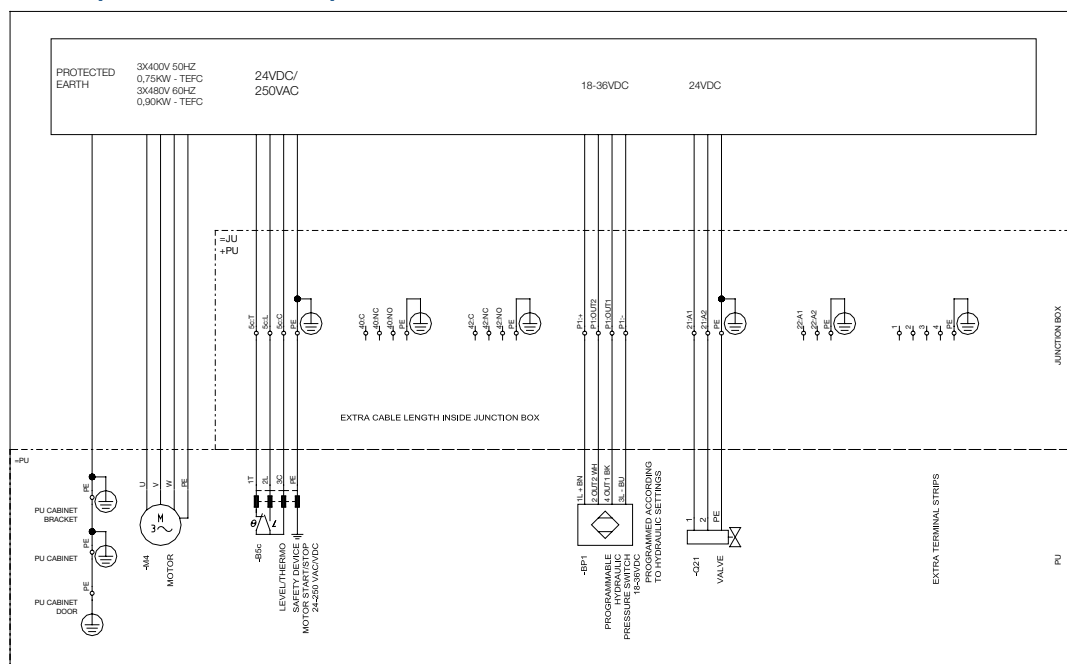 PROTECTED
EARTH
3X400V 50HZ
0,75KW - TEFC
3X480V 60HZ
0,90KW - TEFC
24VDC/
250VAC
18-36VDC
24VDC
=JU
+PU
5c:T
5c:L
5c:C
PE
40:C
40:NC
40:NO
PE
42:C
42:NC
42:NO
PE
P1:+
P1:OUT2
P1:OUT1
P1:-
21:A1
21:A2
PE
22:A1
22:A2
PE
1
2
3
4
PE
JUNCTION BOX
EXTRA CABLE LENGTH INSIDE JUNCTION BOX
=PU
PE
PU CABINET
BRACKET
PE
PU CABINET
PE
PU CABINET
DOOR
U
V
W
PE
M
3
-M4
MOTOR
1T
2L
3C
PE
-B5c
LEVEL/THERMO
SAFETY DEVICE
MOTOR START/STOP
24-250 VAC/VDC
1L + BN
2 OUT2 WH
4 OUT1 BK
3L - BU
-BP1
PROGRAMMABLE
HYDRAULIC
PRESSURE SWITCH
18-36VDC
PROGRAMMED ACCORDING
TO HYDRAULIC SETTINGS
1
2
PE
-Q21
VALVE
EXTRA TERMINAL STRIPS
PU